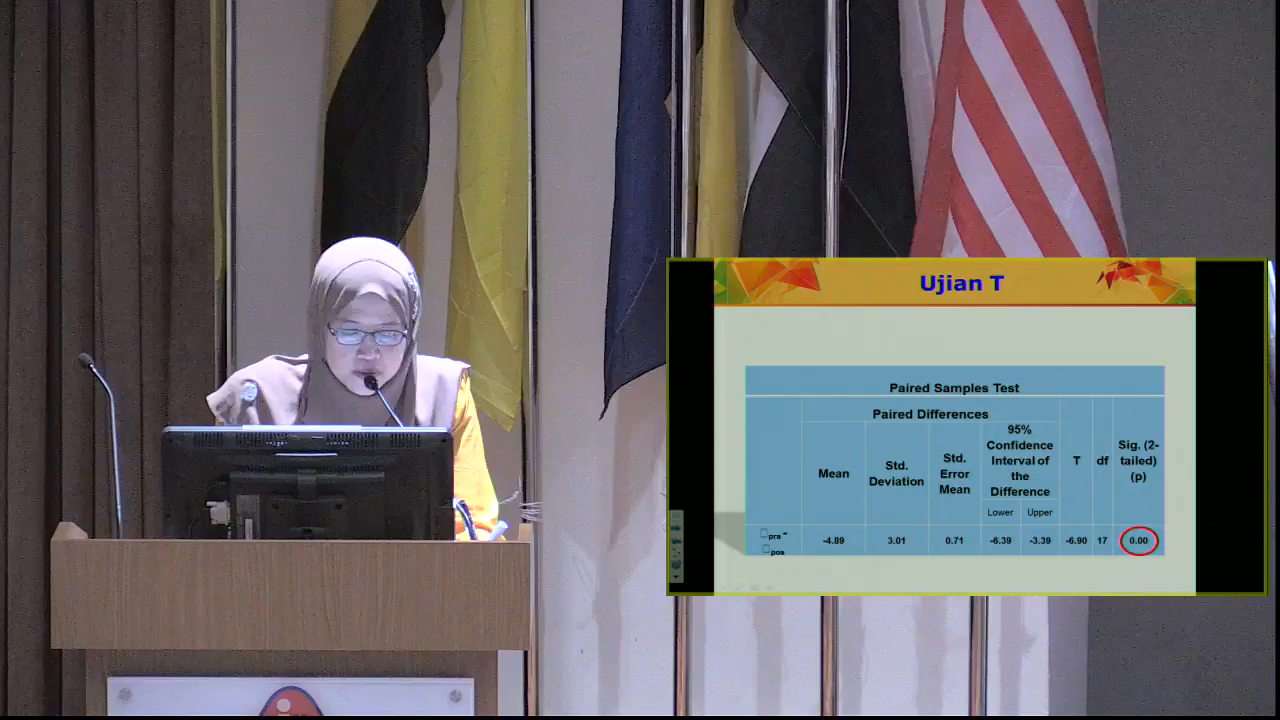 Ujian T
Paired Samples Test
Paired Differences
Mean
Std.
Deviation
Std.
Error
Mean
95%
Confidence
Interval of
the
Difference
Lower
Upper
T
df
Sig. (2-
tailed)
(p)
pra -
pos
-4.89
3.01
0.71
-6.39
-3.39
-6.90
17
0.00